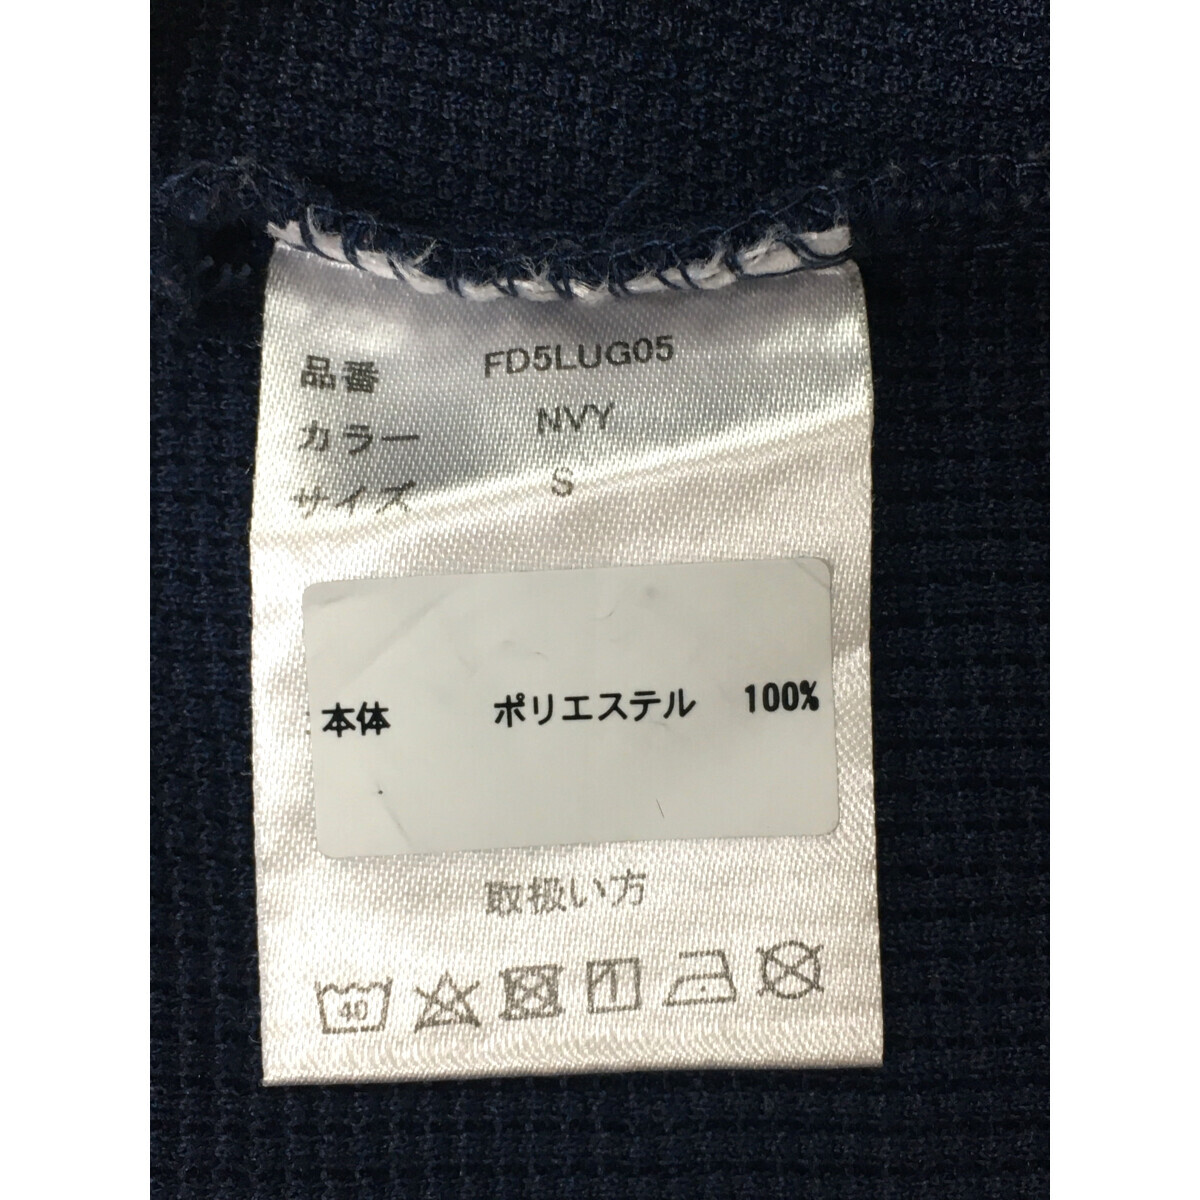 品番 FD5LUG05
カラー NVY
サイズ S
本体 ポリエステル 100%
取扱い方
40